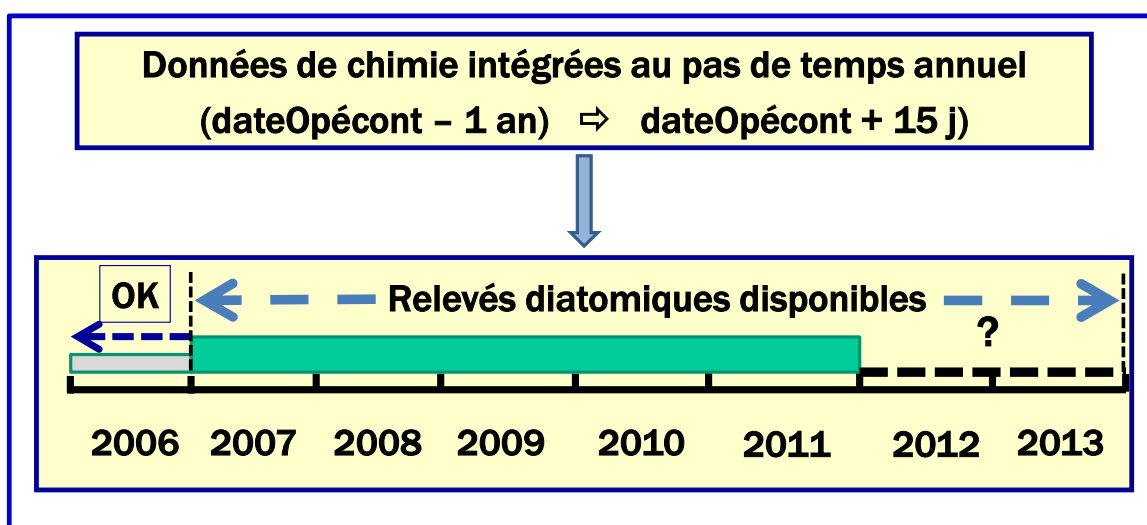 Données de chimie intégrées au pas de temps annuel
(dateOpécont – 1 an) ⇨ dateOpécont + 15 j)
OK
Relevés diatomiques disponibles
?
2006 2007 2008 2009 2010 2011 2012 2013